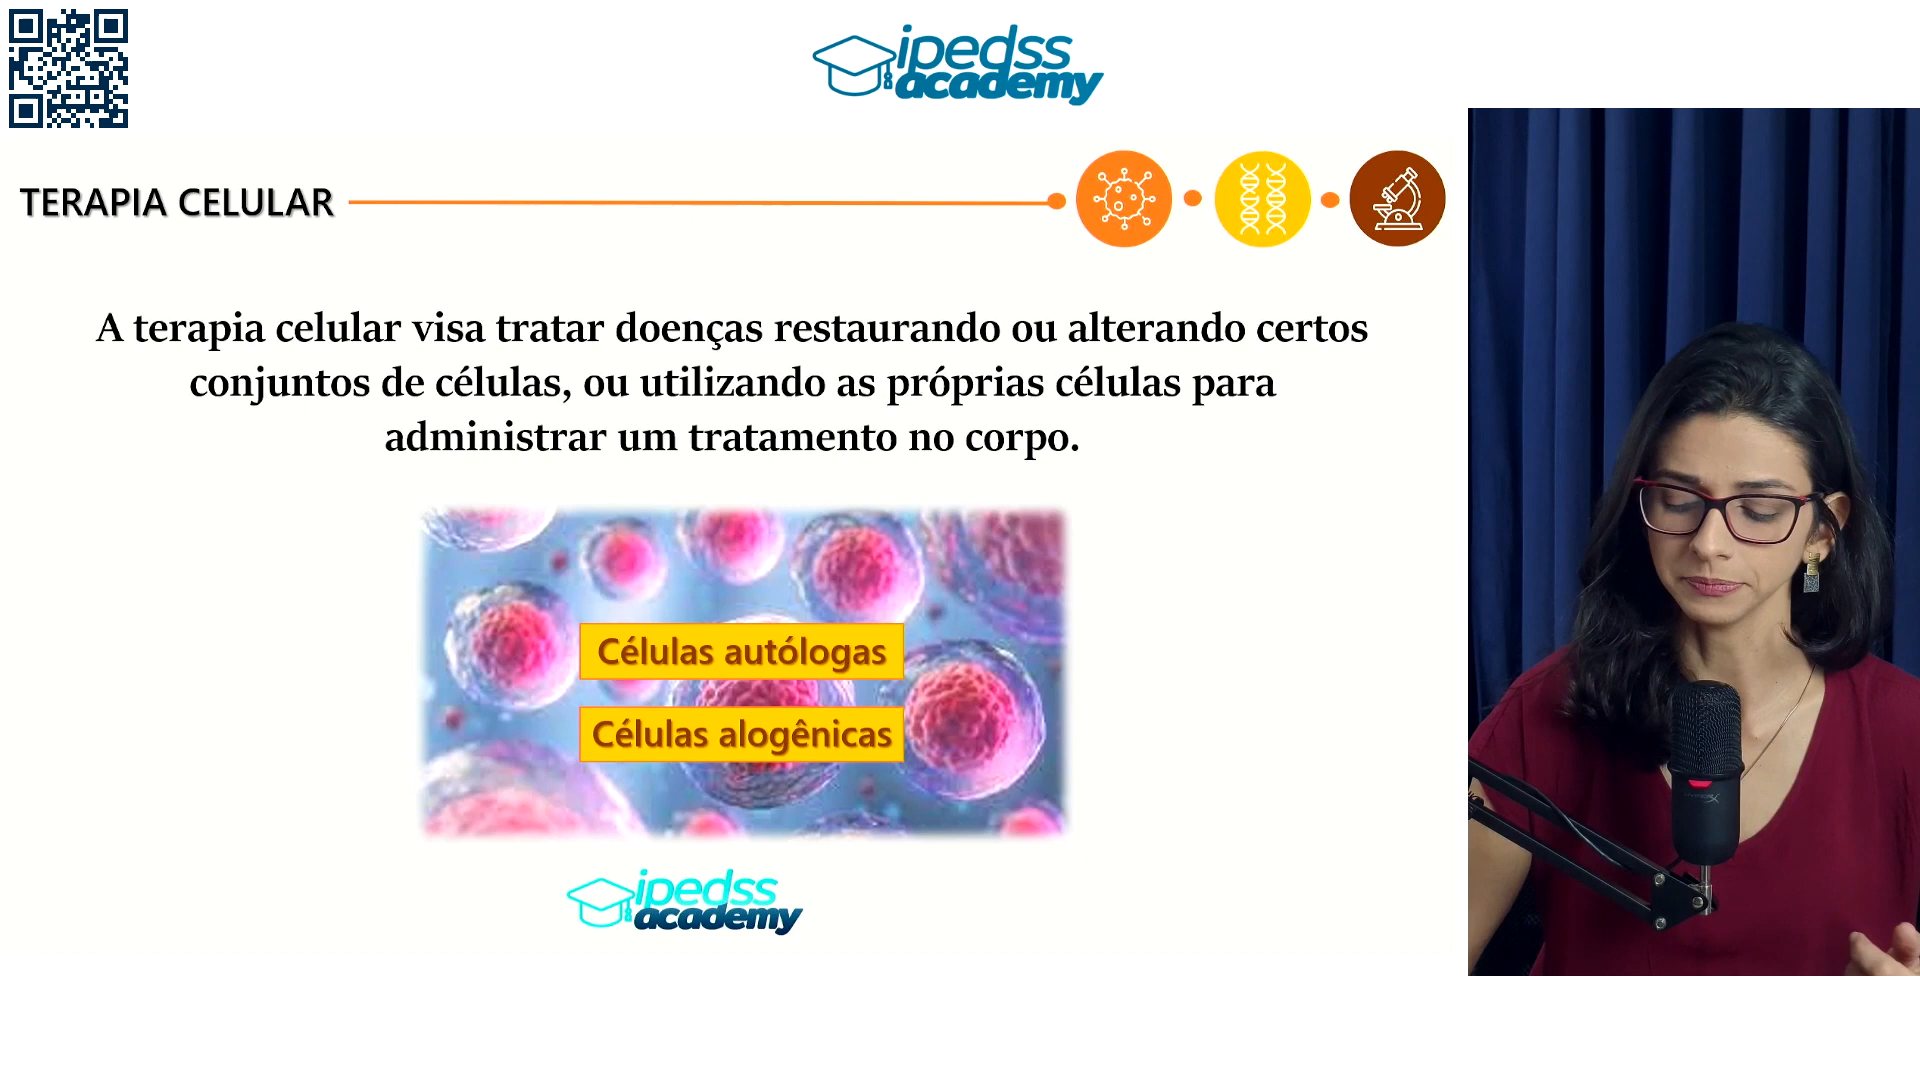 ipedss
academy
TERAPIA CELULAR
A terapia celular visa tratar doenças restaurando ou alterando certos
conjuntos de células, ou utilizando as próprias células para
administrar um tratamento no corpo.
Células autólogas
Células alogênicas
ipedss
academy